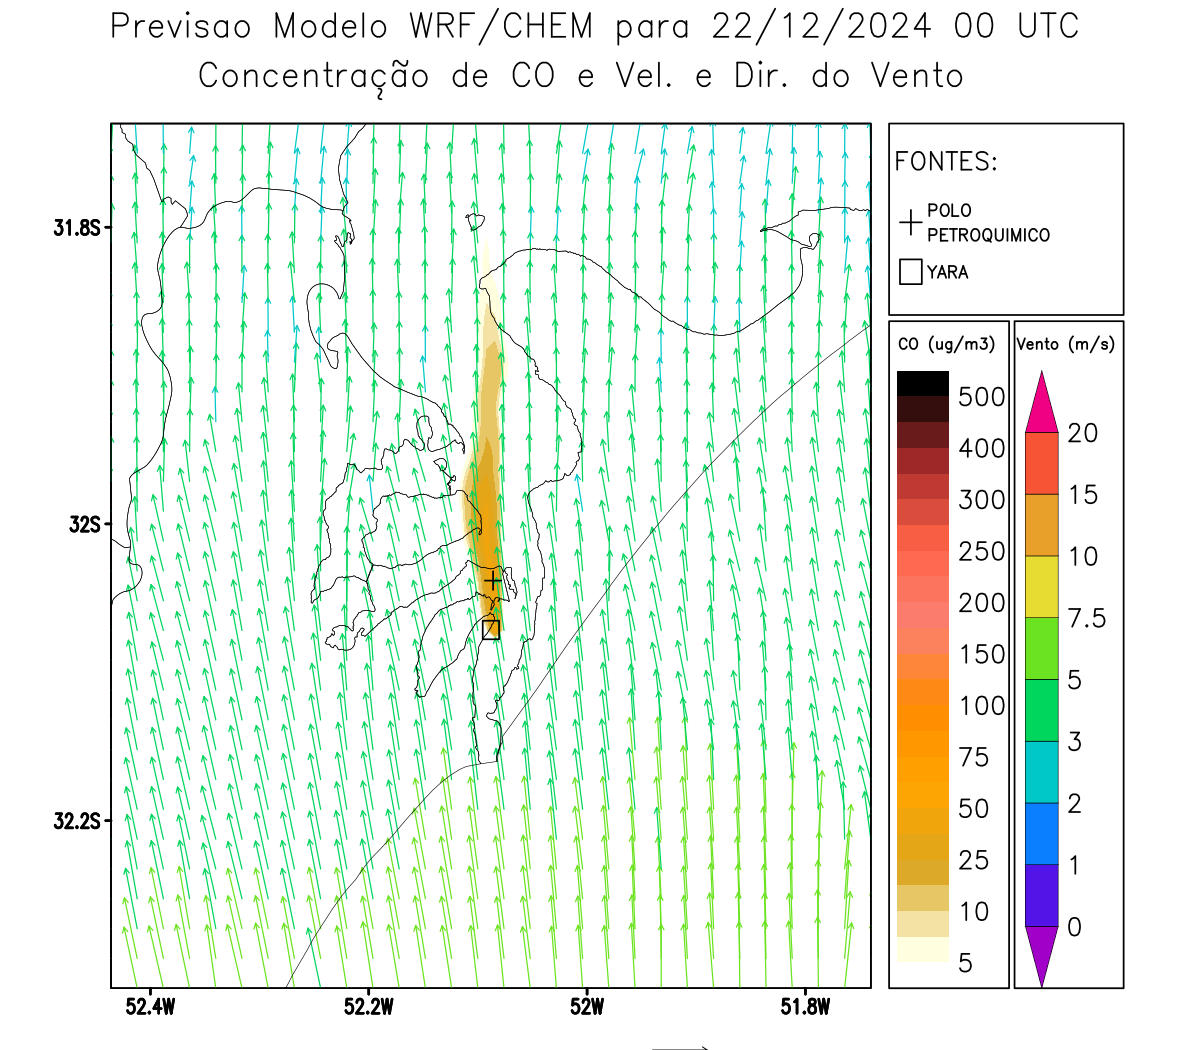 Previsao Modelo WRF/CHEM para 22/12/2024 00 UTC
Concentração de CO e Vel. e Dir. do Vento
FONTES:
POLO
PETROQUIMICO
YARA
CO (ug/m3)
500
400
300
250
200
150
100
75
50
25
10
5
Vento (m/s)
20
15
10
7.5
5
3
2
1
0
31.8S
32S
32.2S
52.4W
52.2W
52W
51.8W